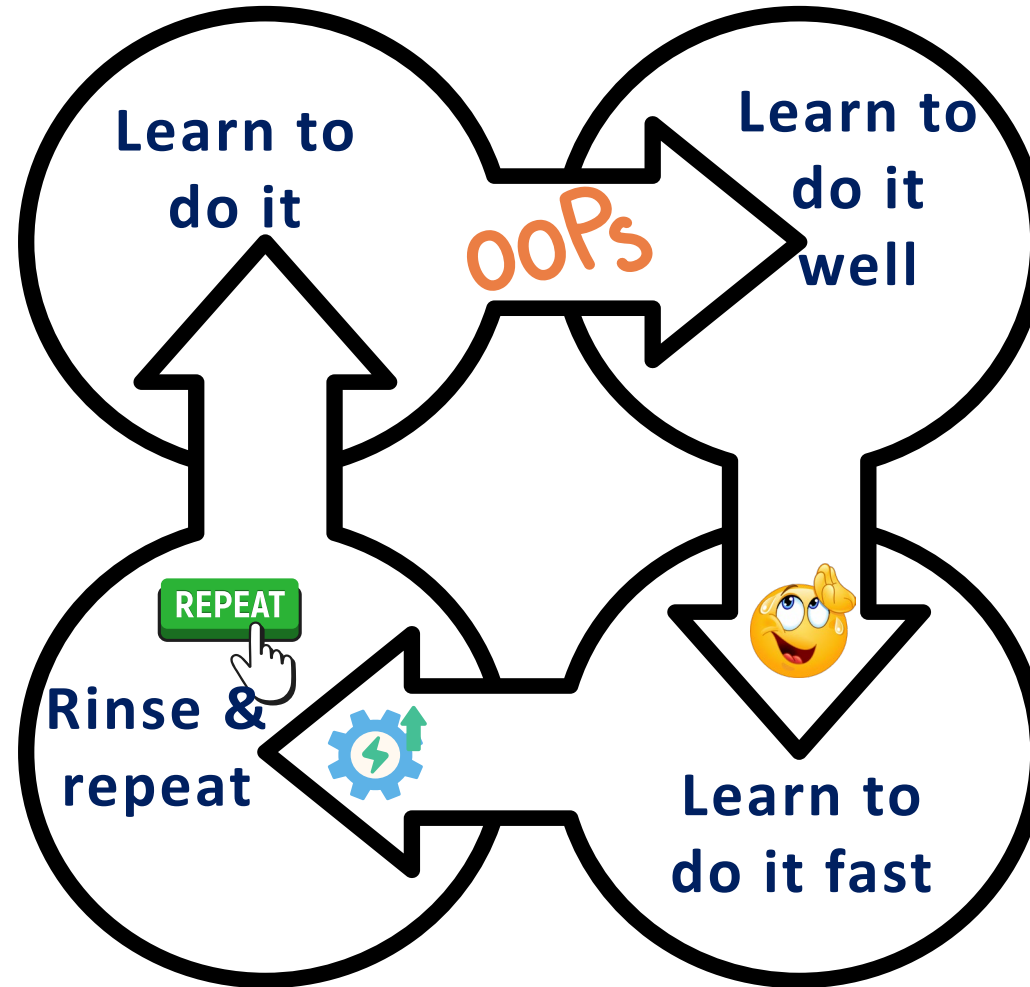 Learn to
do it
OOPs
Learn to
do it
well
Learn to
do it fast
REPEAT
Rinse &
repeat